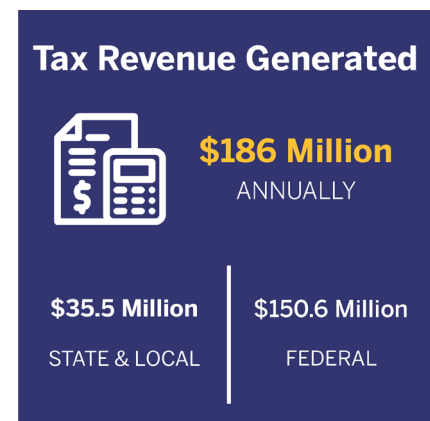 Tax Revenue Generated
$
$186 Million
ANNUALLY
$35.5 Million
STATE & LOCAL
$150.6 Million
FEDERAL